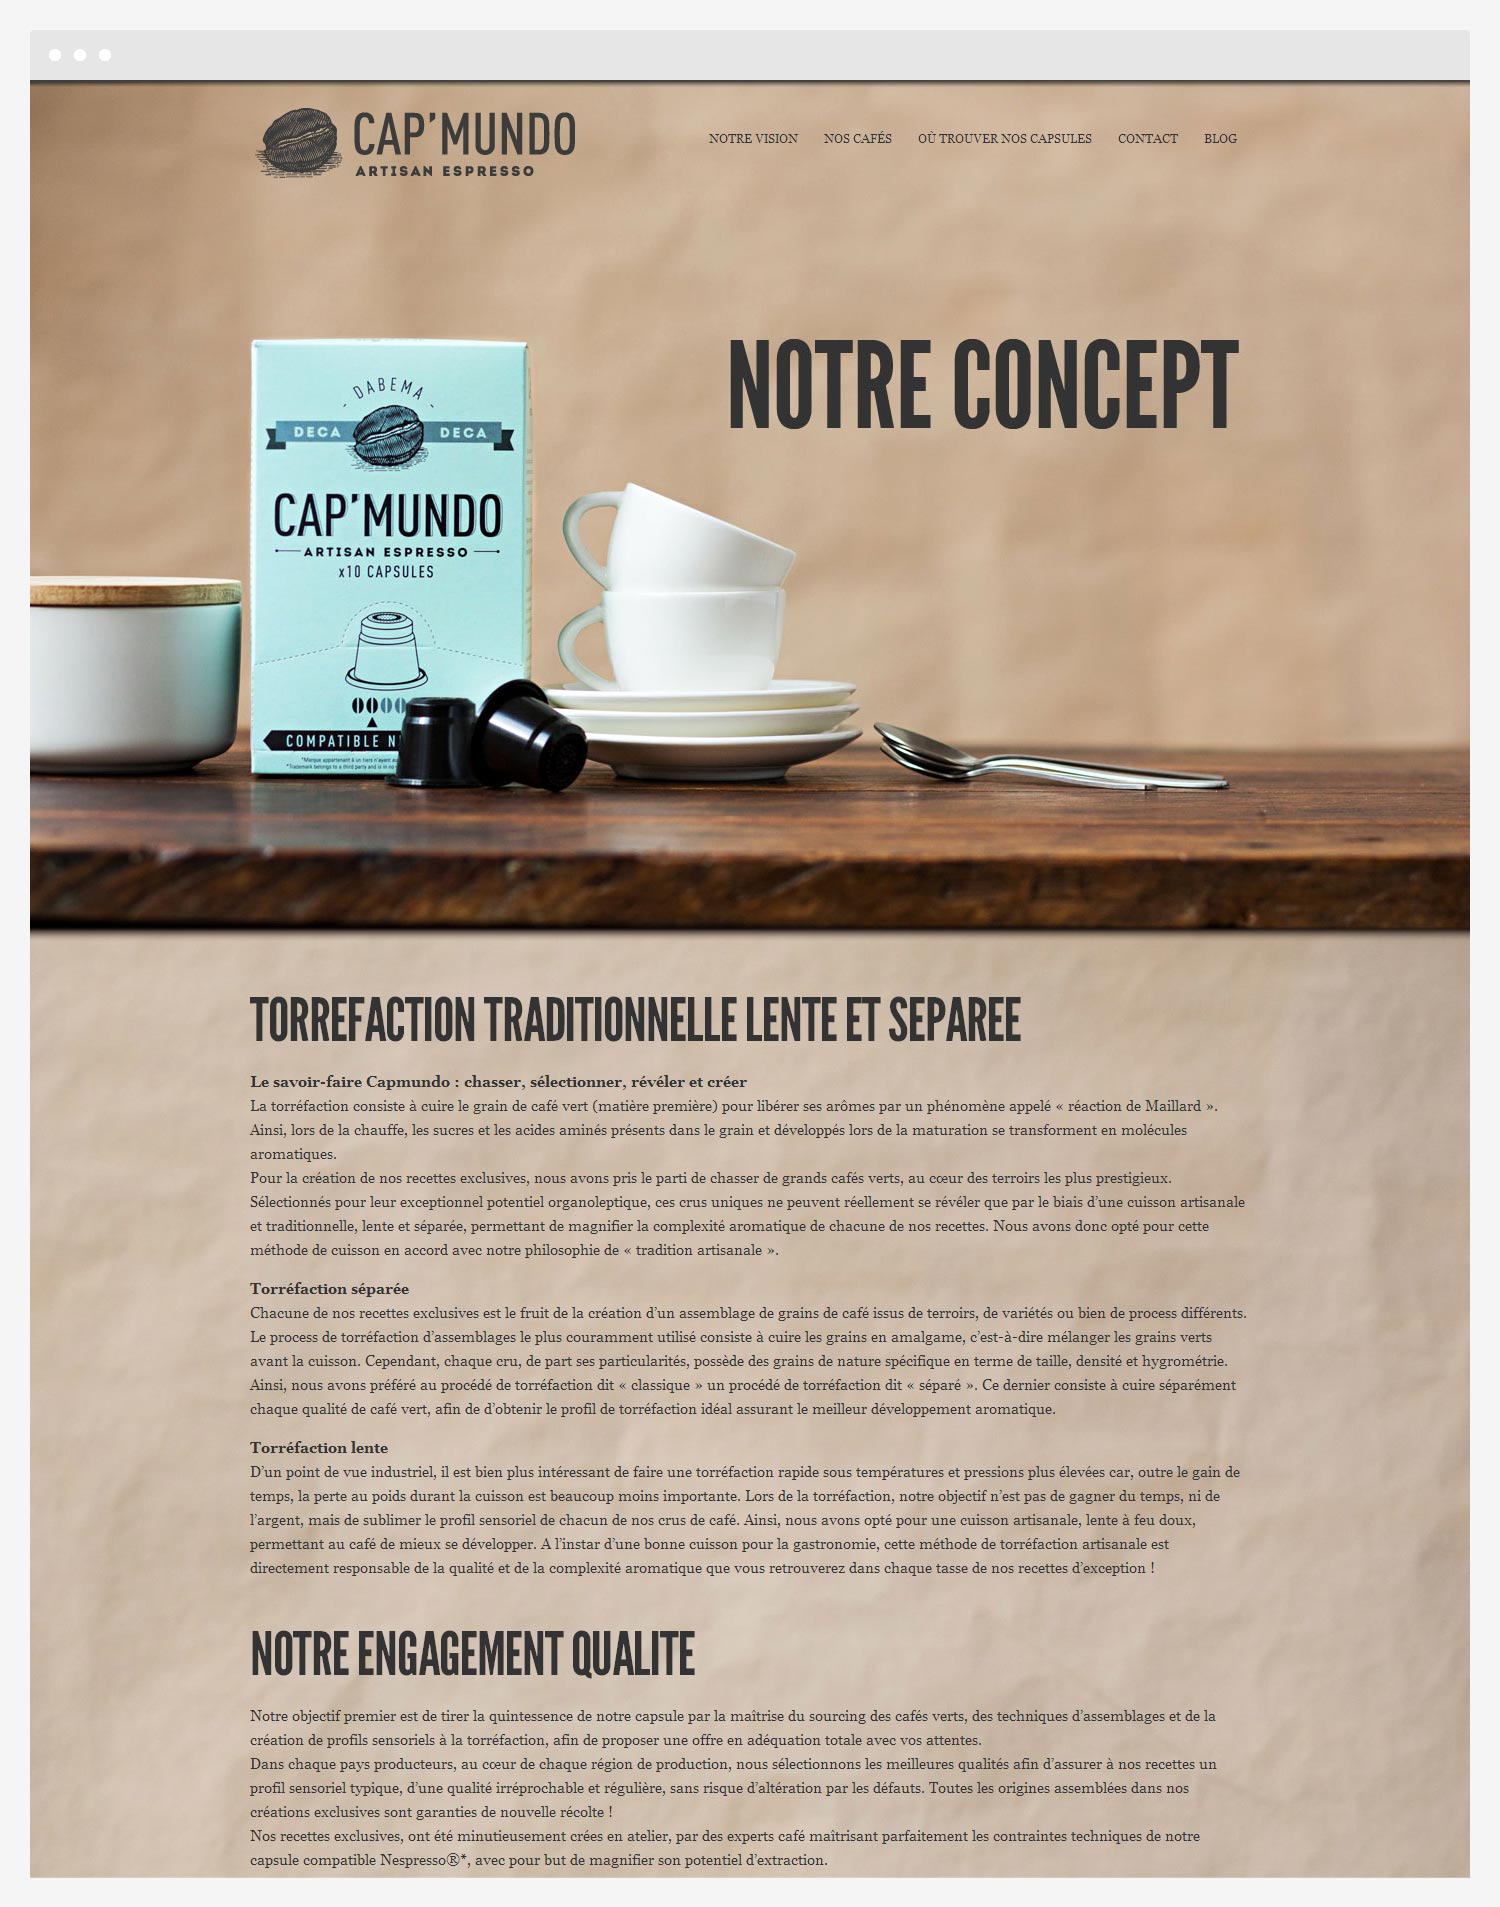 CAP'MUNDO
ARTISAN ESPRESSO
NOTRE VISION NOS CAFÉS OÙ TROUVER NOS CAPSULES CONTACT BLOG
NOTRE CONCEPT
- DABEMA -
DECA DECA
CAP'MUNDO
ARTISAN ESPRESSO
x10 CAPSULES
COMPATIBLE
*Marque appartenant à un tiers n'ayant
*Trademark belongs to a third party and is in no
TORREFACTION TRADITIONNELLE LENTE ET SEPAREE
Le savoir-faire Capmundo : chasser, sélectionner, révéler et créer
La torréfaction consiste à cuire le grain de café vert (matière première) pour libérer ses arômes par un phénomène appelé « réaction de Maillard ».
Ainsi, lors de la chauffe, les sucres et les acides aminés présents dans le grain et développés lors de la maturation se transforment en molécules
aromatiques.
Pour la création de nos recettes exclusives, nous avons pris le parti de chasser de grands cafés verts, au cœur des terroirs les plus prestigieux.
Sélectionnés pour leur exceptionnel potentiel organoleptique, ces crus uniques ne peuvent réellement se révéler que par le biais d'une cuisson artisanale
et traditionnelle, lente et séparée, permettant de magnifier la complexité aromatique de chacune de nos recettes. Nous avons donc opté pour cette
méthode de cuisson en accord avec notre philosophie de « tradition artisanale ».
Torréfaction séparée
Chacune de nos recettes exclusives est le fruit de la création d'un assemblage de grains de café issus de terroirs, de variétés ou bien de process différents.
Le process de torréfaction d'assemblages le plus couramment utilisé consiste à cuire les grains en amalgame, c'est-à-dire mélanger les grains verts
avant la cuisson. Cependant, chaque cru, de part ses particularités, possède des grains de nature spécifique en terme de taille, densité et hygrométrie.
Ainsi, nous avons préféré au procédé de torréfaction dit « classique » un procédé de torréfaction dit « séparé ». Ce dernier consiste à cuire séparément
chaque qualité de café vert, afin de d'obtenir le profil de torréfaction idéal assurant le meilleur développement aromatique.
Torréfaction lente
D'un point de vue industriel, il est bien plus intéressant de faire une torréfaction rapide sous températures et pressions plus élevées car, outre le gain de
temps, la perte au poids durant la cuisson est beaucoup moins importante. Lors de la torréfaction, notre objectif n'est pas de gagner du temps, ni de
l'argent, mais de sublimer le profil sensoriel de chacun de nos crus de café. Ainsi, nous avons opté pour une cuisson artisanale, lente à feu doux,
permettant au café de mieux se développer. A l'instar d'une bonne cuisson pour la gastronomie, cette méthode de torréfaction artisanale est
directement responsable de la qualité et de la complexité aromatique que vous retrouverez dans chaque tasse de nos recettes d'exception !
NOTRE ENGAGEMENT QUALITE
Notre objectif premier est de tirer la quintessence de notre capsule par la maîtrise du sourcing des cafés verts, des techniques d'assemblages et de la
création de profils sensoriels à la torréfaction, afin de proposer une offre en adéquation totale avec vos attentes.
Dans chaque pays producteurs, au cœur de chaque région de production, nous sélectionnons les meilleures qualités afin d'assurer à nos recettes un
profil sensoriel typique, d'une qualité irréprochable et régulière, sans risque d'altération par les défauts. Toutes les origines assemblées dans nos
créations exclusives sont garanties de nouvelle récolte !
Nos recettes exclusives, ont été minutieusement crées en atelier, par des experts café maîtrisant parfaitement les contraintes techniques de notre
capsule compatible Nespresso®*, avec pour but de magnifier son potentiel d'extraction.